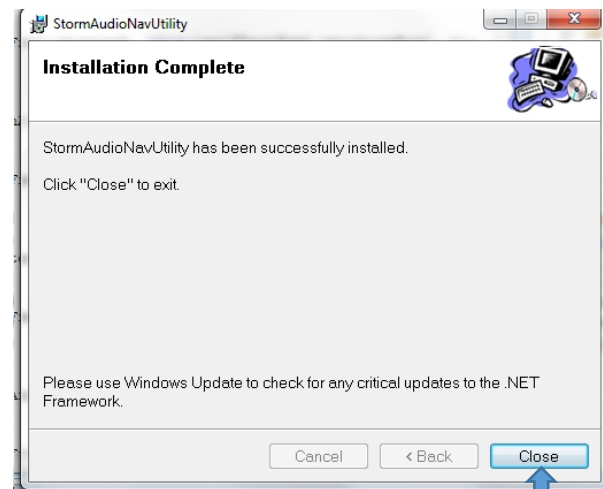 StormAudioNavUtility
Installation Complete
StormAudioNavUtility has been successfully installed.
Click "Close" to exit.
Please use Windows Update to check for any critical updates to the .NET
Framework.
Cancel
< Back
Close